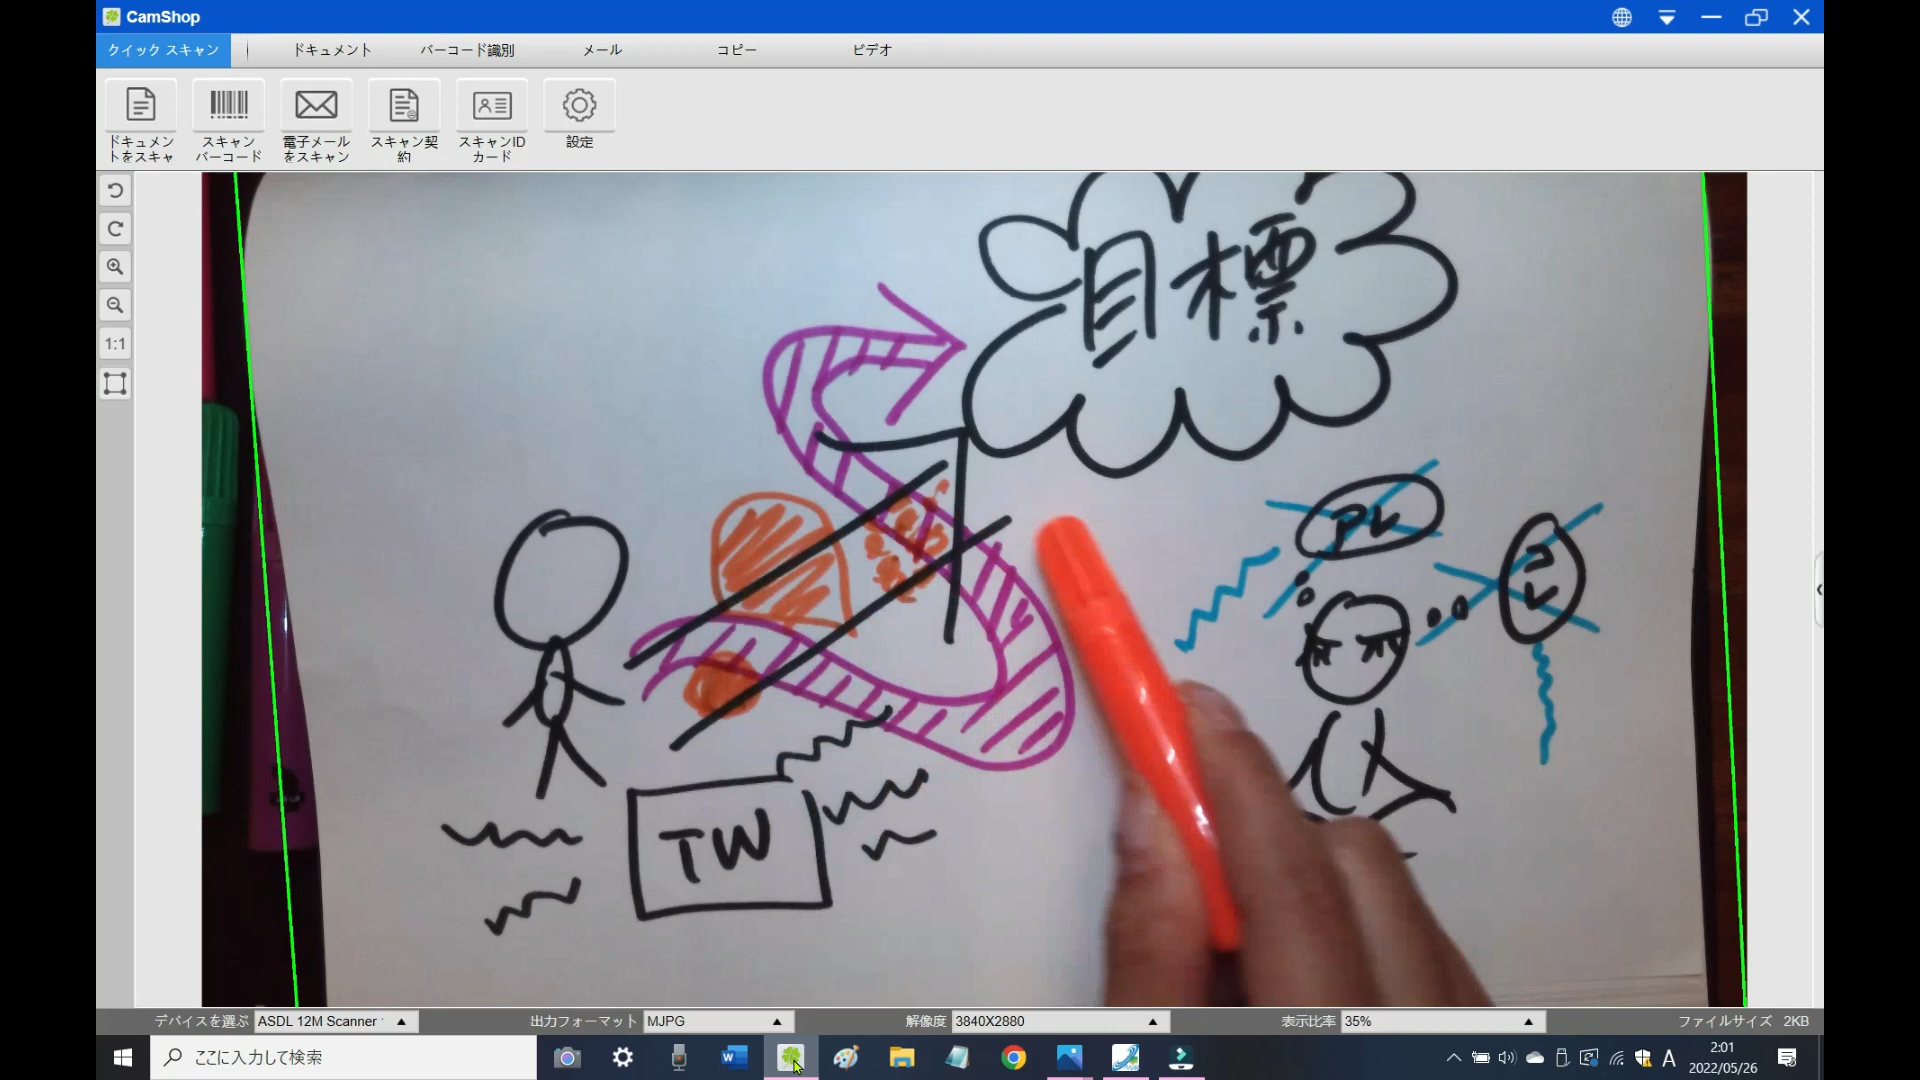 CamShop
クイック スキャン
ドキュメント
バーコード識別
メール
コピー
ビデオ
ドキュメン
トをスキャ
スキャン
バーコード
電子メール
をスキャン
スキャン契
約
スキャンID
カード
設定
1:1
目標
PV
TW
デバイスを選ぶ ASDL 12M Scanner
出力フォーマット MJPG
解像度 3840X2880
表示比率 35%
ファイルサイズ 2KB
ここに入力して検索
A
2:01
2022/05/26